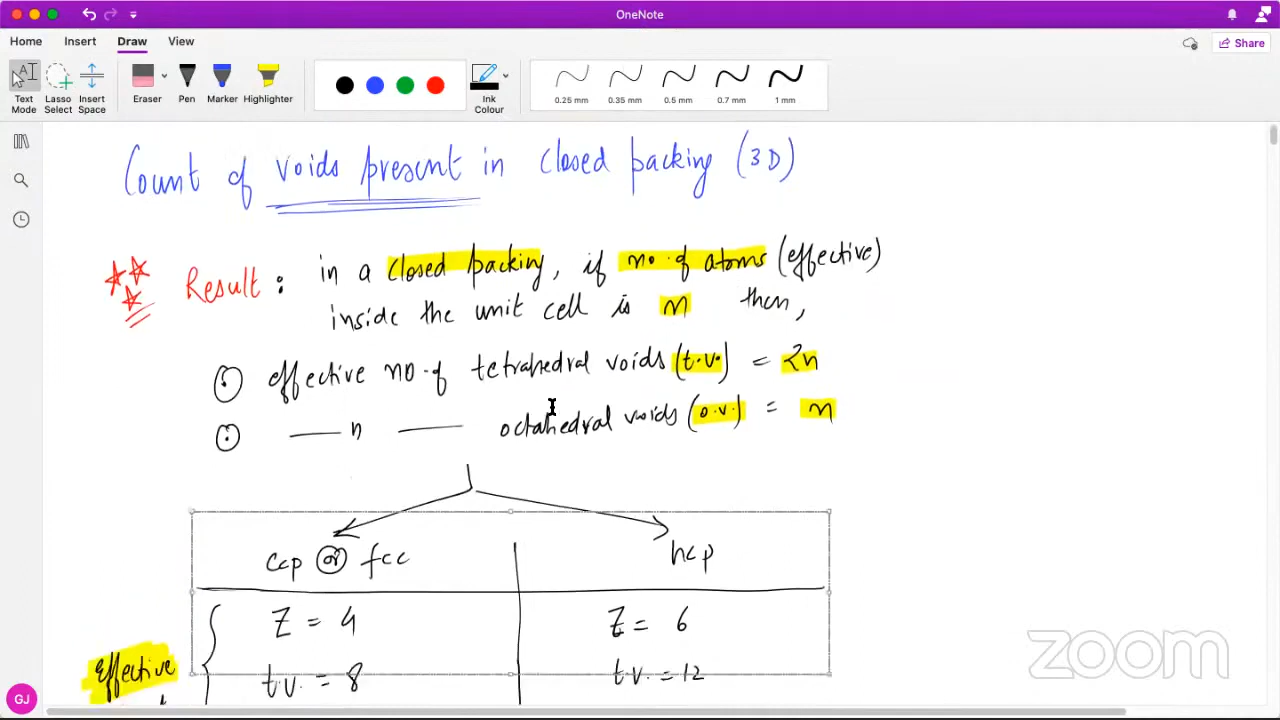 OneNote
Home Insert Draw View
Share
Text Mode
Lasso Select
Insert Space
Eraser
Pen
Marker
Highlighter
Ink Colour
0.25 mm
0.35 mm
0.5 mm
0.7 mm
1 mm
Count of voids present in closed packing (3D)
Result : in a closed packing, if no. of atoms (effective)
inside the unit cell is n then,
effective no. of tetrahedral voids (t.v.) = 2n
—— n —— octahedral voids (o.v.) = n
ccp or fcc
hcp
Z = 4
Z = 6
Effective
t.v. = 8
t.v. = 12
GJ
zoom